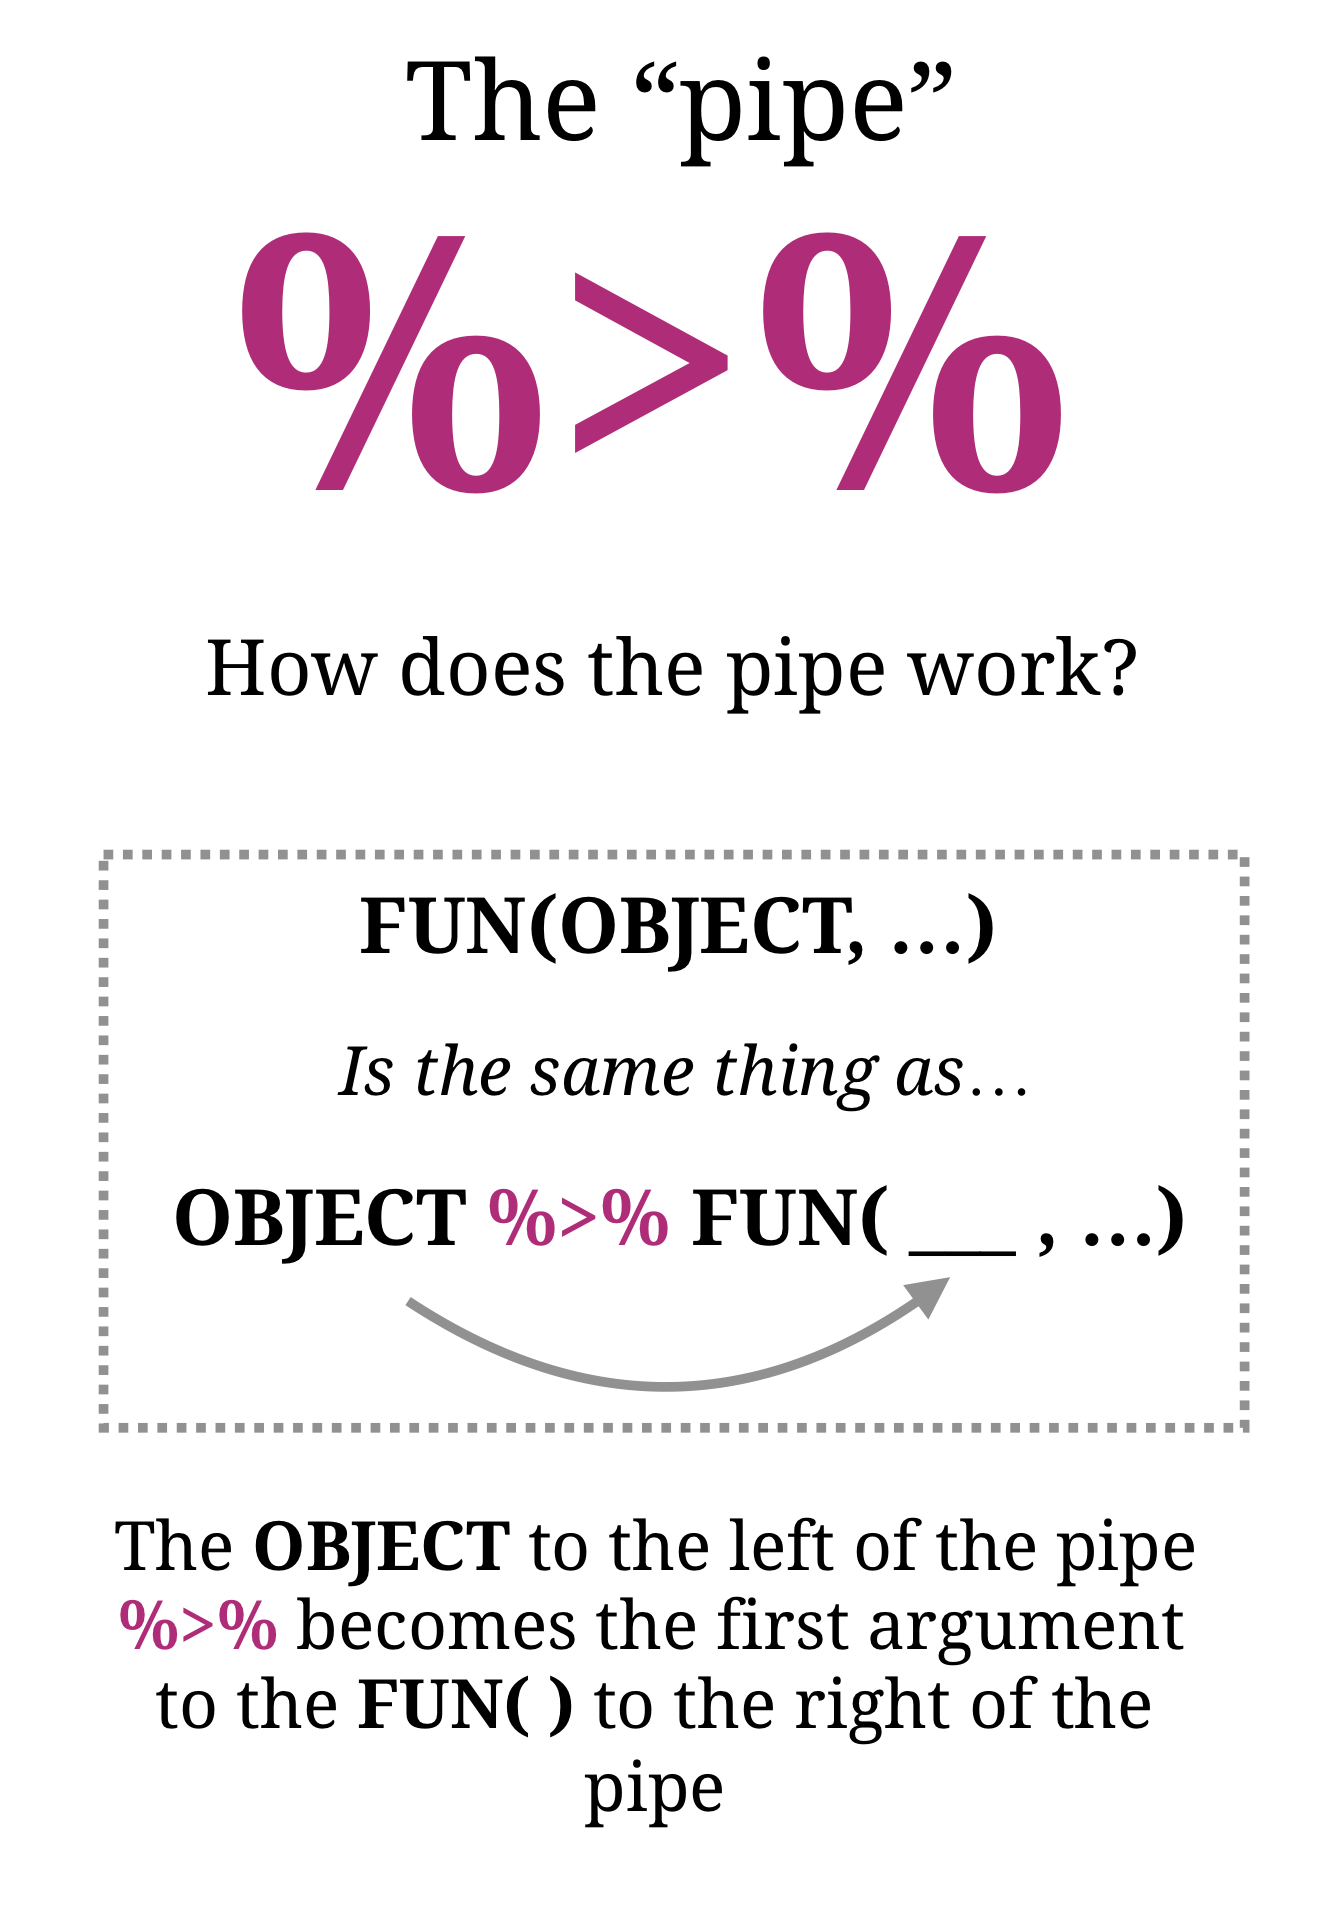 The “pipe”
%>%
How does the pipe work?
FUN(OBJECT, …)
Is the same thing as…
OBJECT %>% FUN( ___ , …)
The OBJECT to the left of the pipe
%>% becomes the first argument
to the FUN( ) to the right of the
pipe